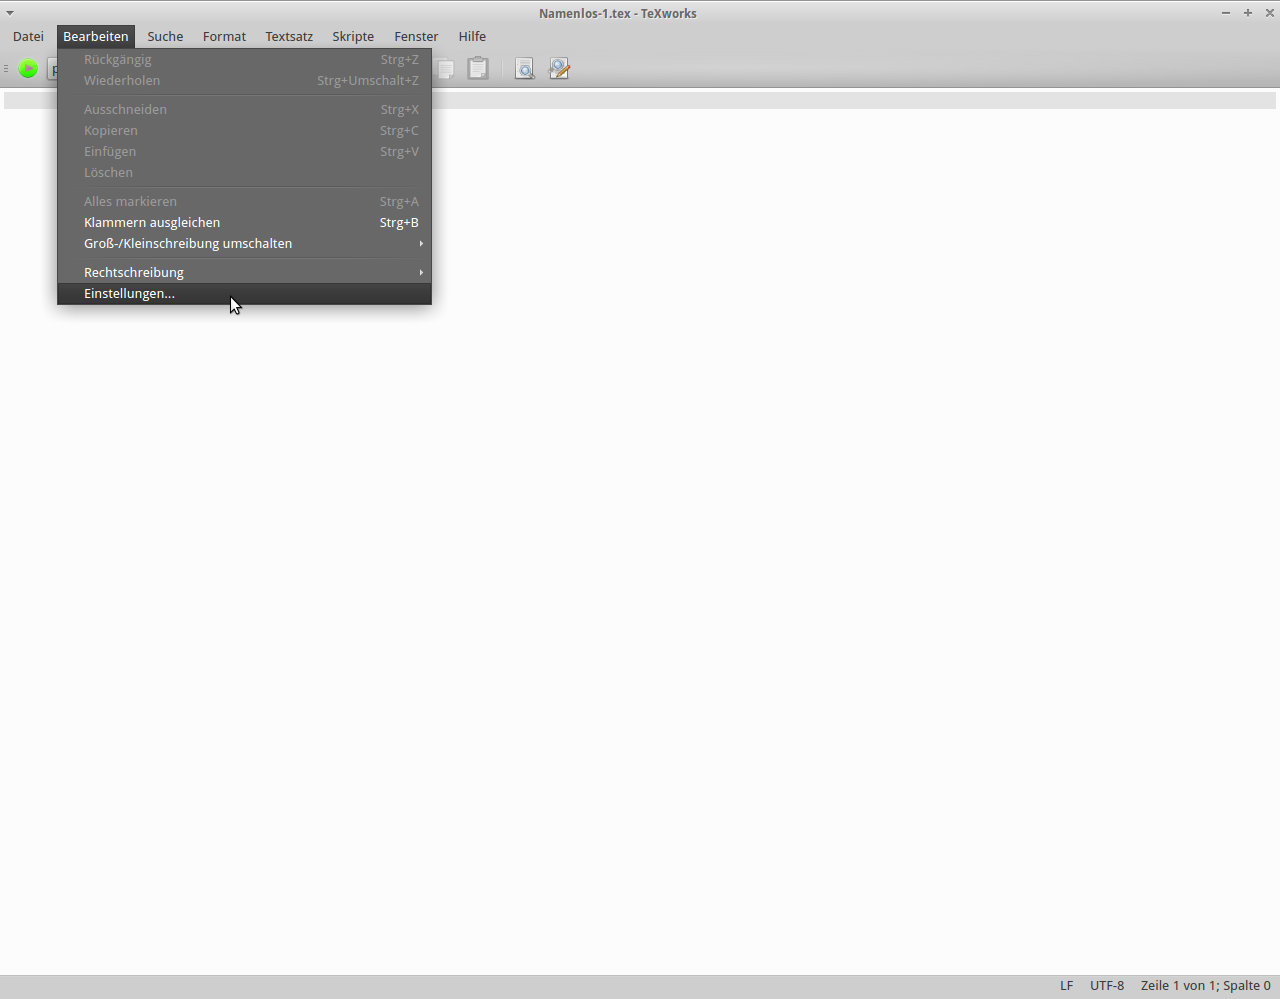 Namenlos-1.tex - TeXworks
Datei Bearbeiten Suche Format Textsatz Skripte Fenster Hilfe
Rückgängig Strg+Z
Wiederholen Strg+Umschalt+Z
Ausschneiden Strg+X
Kopieren Strg+C
Einfügen Strg+V
Löschen
Alles markieren Strg+A
Klammern ausgleichen Strg+B
Groß-/Kleinschreibung umschalten
Rechtschreibung
Einstellungen...
LF UTF-8 Zeile 1 von 1; Spalte 0